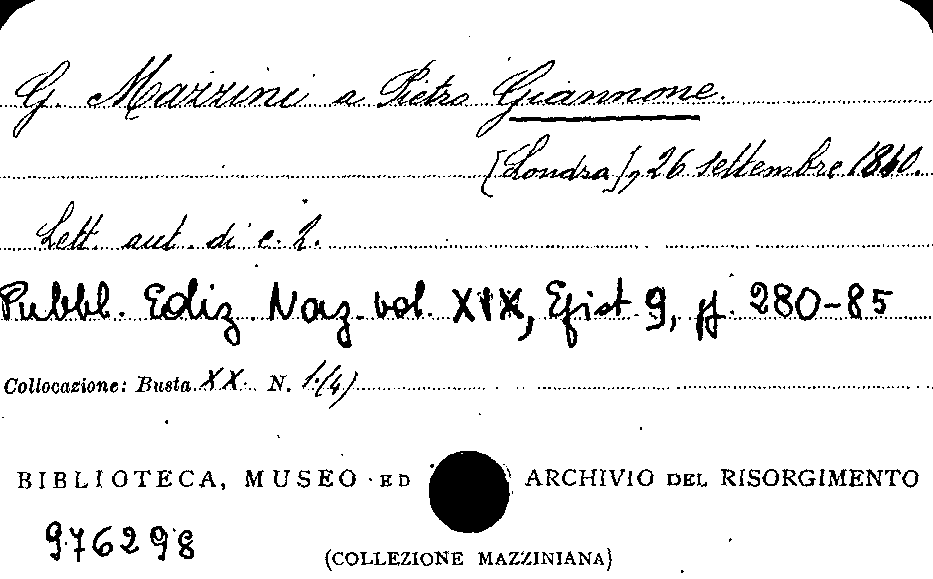 G. Mazzini a Pietro Giannone.
[Londra], 26 settembre 1840.
Lett. aut. di c. 2.
Pubbl. Ediz. Naz. vol. XIX, Epist. 9, pp. 280-85
Collocazione: Busta XX N. 1.(4)
BIBLIOTECA, MUSEO ED ARCHIVIO DEL RISORGIMENTO
976298
(COLLEZIONE MAZZINIANA)